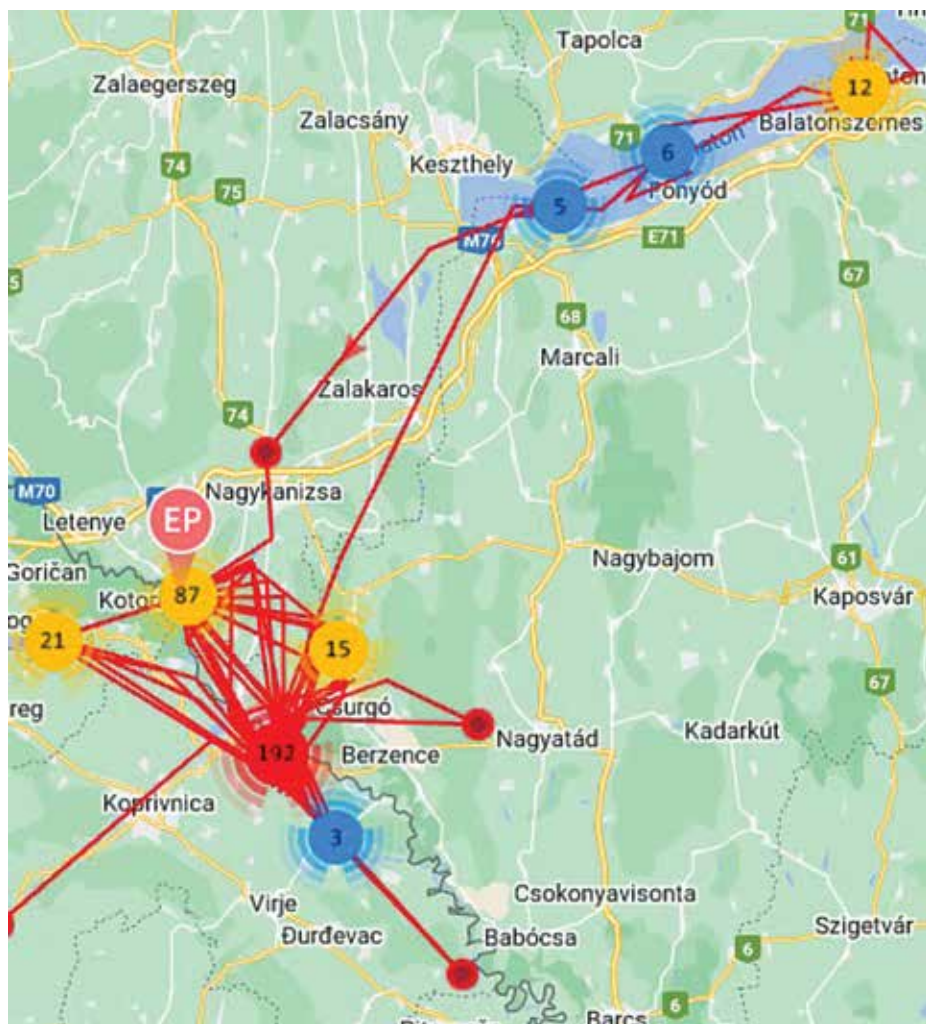 71
Tapolca
12
Zalaegerszeg
Zalacsány
71
Balatonszemes
6
74
Keszthely
75
5
Fonyód
M76
E71
67
68
Marcali
Zalakaros
74
M70
Nagykanizsa
Letenye
EP
Nagybajom
61
Goričan
87
Kaposvár
21
15
67
Csurgó
Nagyatád
Kadarkút
192
Berzence
Koprivnica
3
Virje
Csokonyavisonta
Đurđevac
Babócsa
Szigetvár
6
6
Barcs